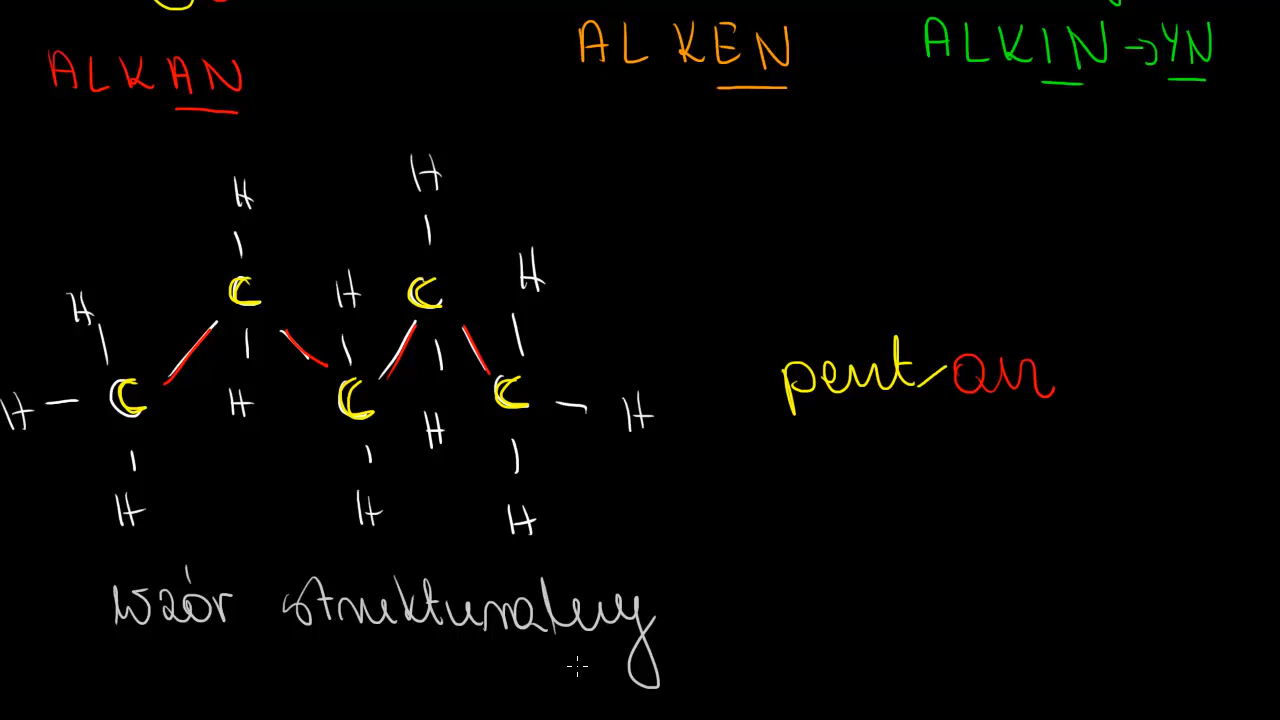 ALKAN ALKEN ALKIN→YN
H
H
H H
H
C C
C C C
H H
H H H
H H H
pent-an
wzór strukturalny